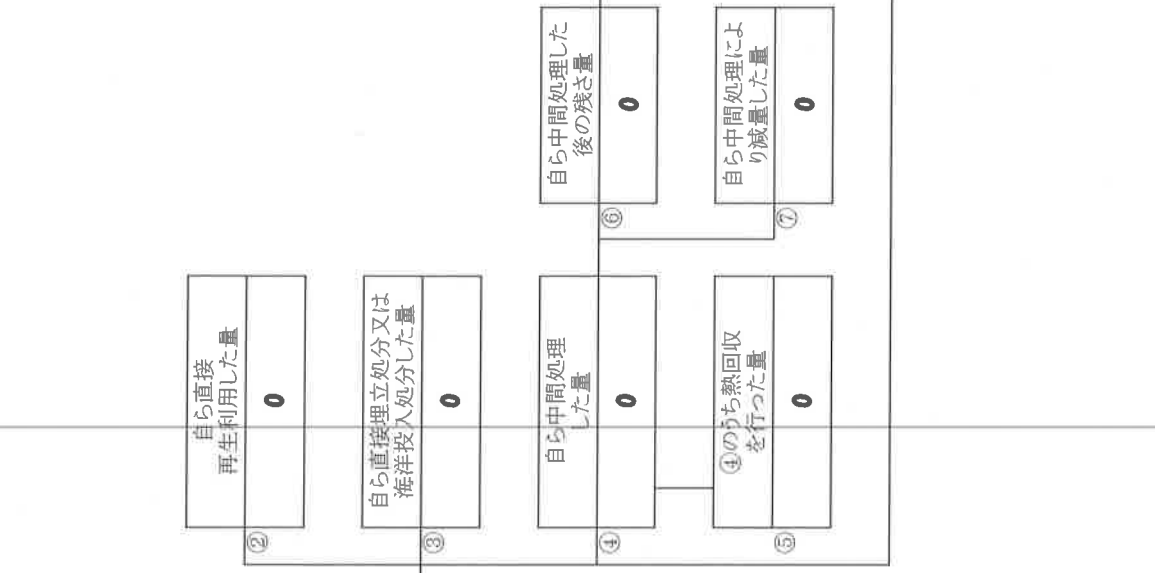 ②
自ら直接
再生利用した量
0
③
自ら直接埋立処分又は
海洋投入処分した量
0
④
自ら中間処理
した量
0
⑤
④のうち熱回収
を行った量
0
⑥
自ら中間処理した
後の残さ量
0
⑦
自ら中間処理によ
り減量した量
0